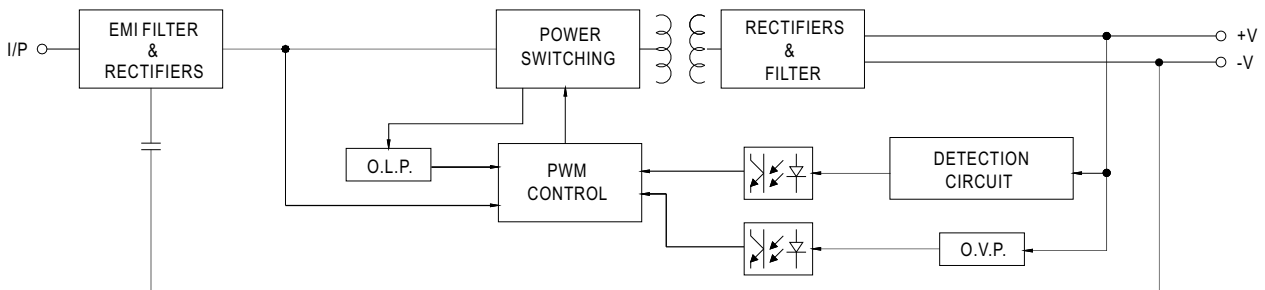 I/P
EMI FILTER
&
RECTIFIERS
POWER
SWITCHING
RECTIFIERS
&
FILTER
+V
-V
O.L.P.
PWM
CONTROL
DETECTION
CIRCUIT
O.V.P.